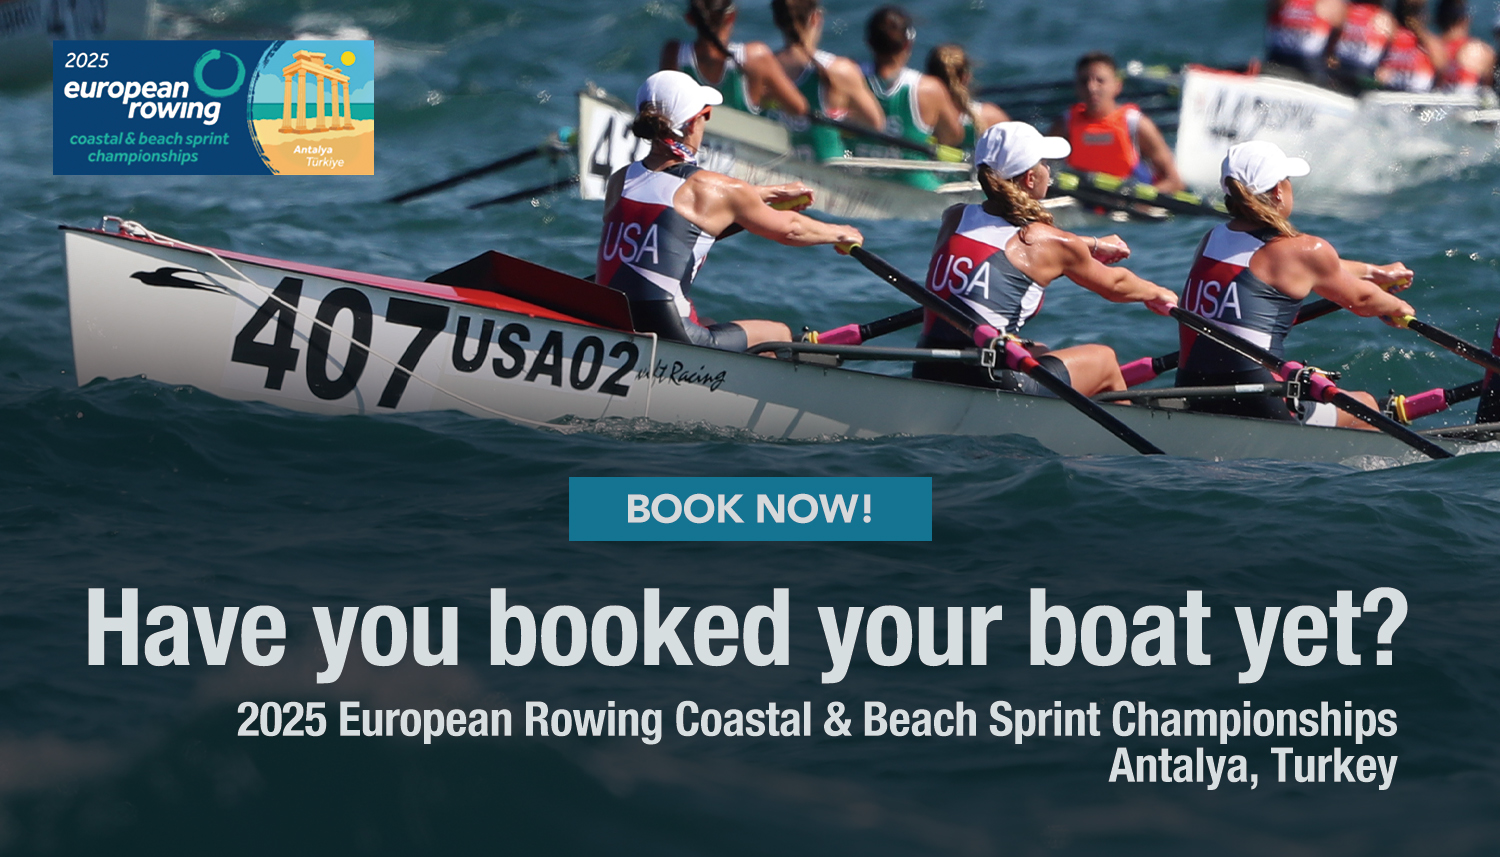 2025
european
rowing
coastal & beach sprint
championships
Antalya
Türkiye
USA
USA
USA
407 USA02
Racing
BOOK NOW!
Have you booked your boat yet?
2025 European Rowing Coastal & Beach Sprint Championships
Antalya, Turkey